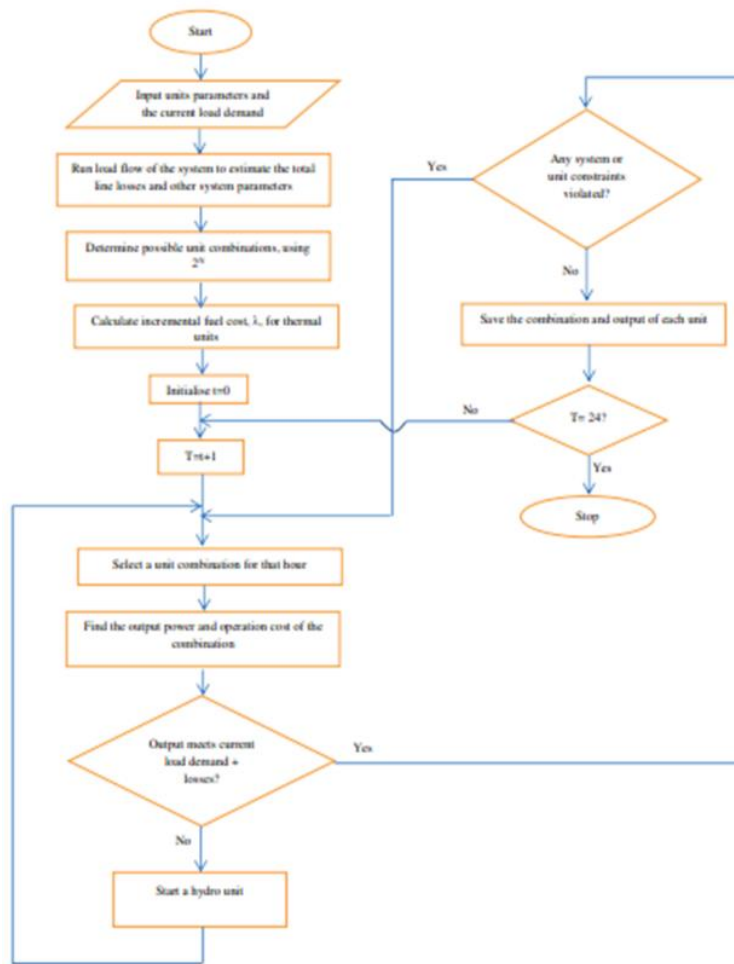 Start
Input units parameters and
the current load demand
Run load flow of the system to estimate the total
line losses and other system parameters
Determine possible unit combinations, using
2^N
Calculate incremental fuel cost, λ, for thermal
units
Initialise t=0
T=t+1
Select a unit combination for that hour
Find the output power and operation cost of the
combination
Output meets current
load demand +
losses?
Yes
No
Start a hydro unit
Any system or
unit constraints
violated?
Yes
No
Save the combination and output of each unit
T= 24?
No
Yes
Stop